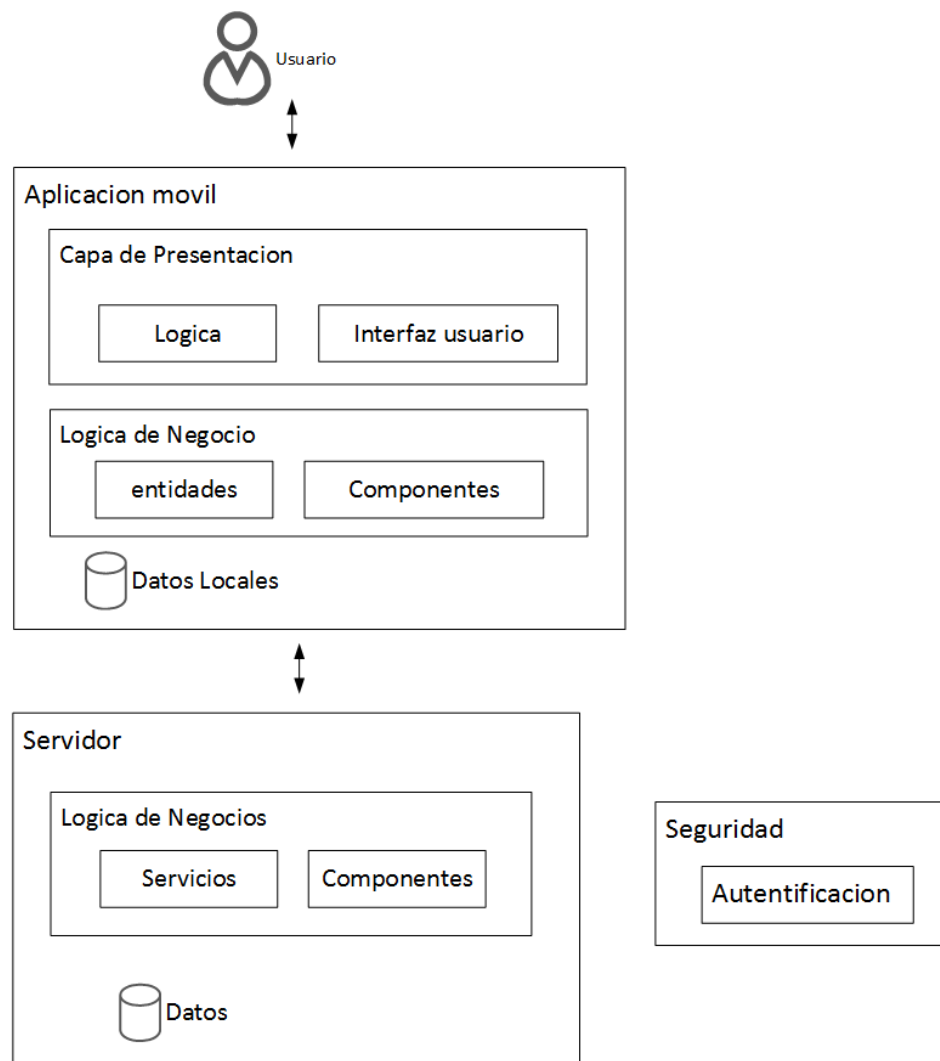 Usuario
Aplicacion movil
Capa de Presentacion
Logica
Interfaz usuario
Logica de Negocio
entidades
Componentes
Datos Locales
Servidor
Logica de Negocios
Servicios
Componentes
Datos
Seguridad
Autentificacion